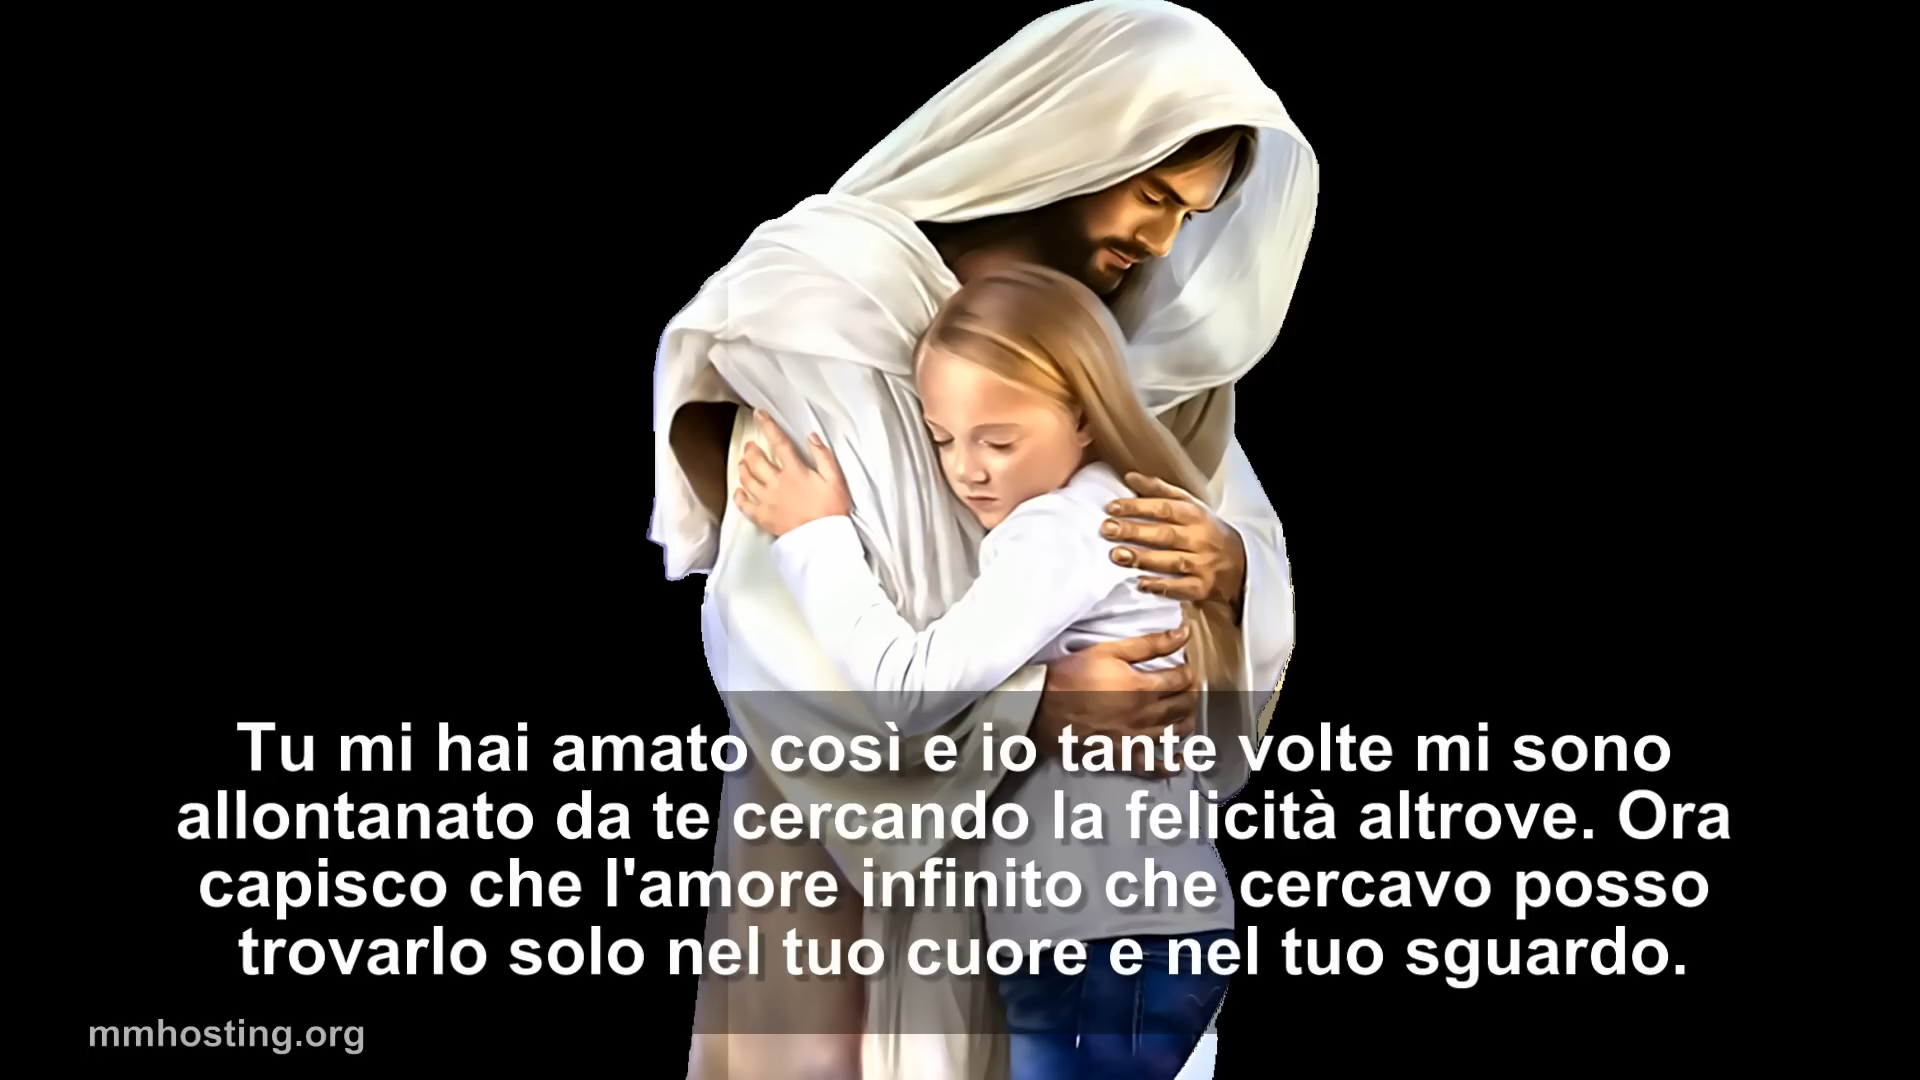 Tu mi hai amato così e io tante volte mi sono
allontanato da te cercando la felicità altrove. Ora
capisco che l'amore infinito che cercavo posso
trovarlo solo nel tuo cuore e nel tuo sguardo.
mmhosting.org